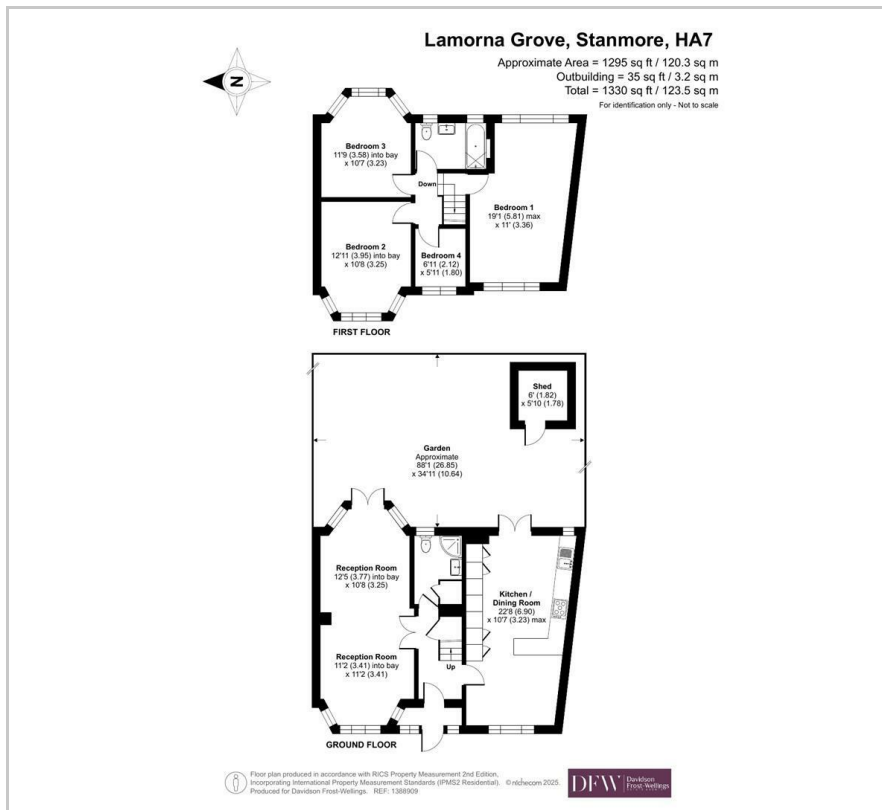 Lamorna Grove, Stanmore, HA7
Approximate Area = 1295 sq ft / 120.3 sq m
Outbuilding = 35 sq ft / 3.2 sq m
Total = 1330 sq ft / 123.5 sq m
For identification only - Not to scale
N
Bedroom 3
11'9 (3.58) into bay
x 10'7 (3.23)
Down
Bedroom 1
19'1 (5.81) max
x 11' (3.36)
Bedroom 2
12'11 (3.95) into bay
x 10'8 (3.25)
Bedroom 4
6'11 (2.12)
x 5'11 (1.80)
FIRST FLOOR
Shed
6' (1.82)
x 5'10 (1.78)
Garden
Approximate
88'1 (26.85)
x 34'11 (10.64)
Reception Room
12'5 (3.77) into bay
x 10'8 (3.25)
Kitchen /
Dining Room
22'8 (6.90)
x 10'7 (3.23) max
Reception Room
11'2 (3.41) into bay
x 11'2 (3.41)
Up
GROUND FLOOR
Floor plan produced in accordance with RICS Property Measurement 2nd Edition,
Incorporating International Property Measurement Standards (IPMS2 Residential). © nichecom 2025.
Produced for Davidson Frost-Wellings. REF: 1388909
DFW
Davidson
Frost-Wellings